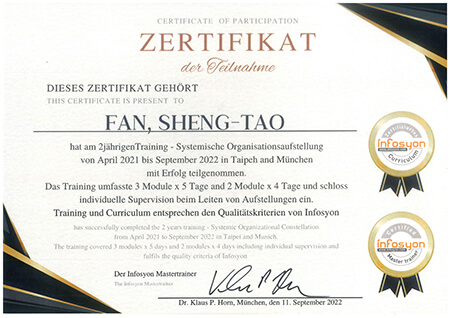 CERTIFICATE OF PARTICIPATION
ZERTIFIKAT
der Teilnahme
DIESES ZERTIFIKAT GEHÖRT
THIS CERTIFICATE IS PRESENT TO
FAN, SHENG-TAO
hat am 2jährigenTraining - Systemische Organisationsaufstellung
von April 2021 bis September 2022 in Taipeh and München
mit Erfolg teilgenommen.
Das Training umfasste 3 Module x 5 Tage and 2 Module x 4 Tage und schloss
individuelle Supervision beim Leiten von Aufstellungen ein.
Training und Curriculum entsprechen den Qualitätskriterien von Infosyon
has successfully completed the 2 years training - Systemic Organizational Constellation
from April 2021 to September 2022 in Taipei and Munich.
The training covered 3 modules x 5 days and 2 modules x 4 days including individual supervision and
fulfils the quality criteria of Infosyon
Certificated
infosyon
Curriculum
Certified
infosyon
Master trainer
Der Infosyon Mastertrainer
The Infosyon Mastertrainer
Dr. Klaus P. Horn, München, den 11. September 2022